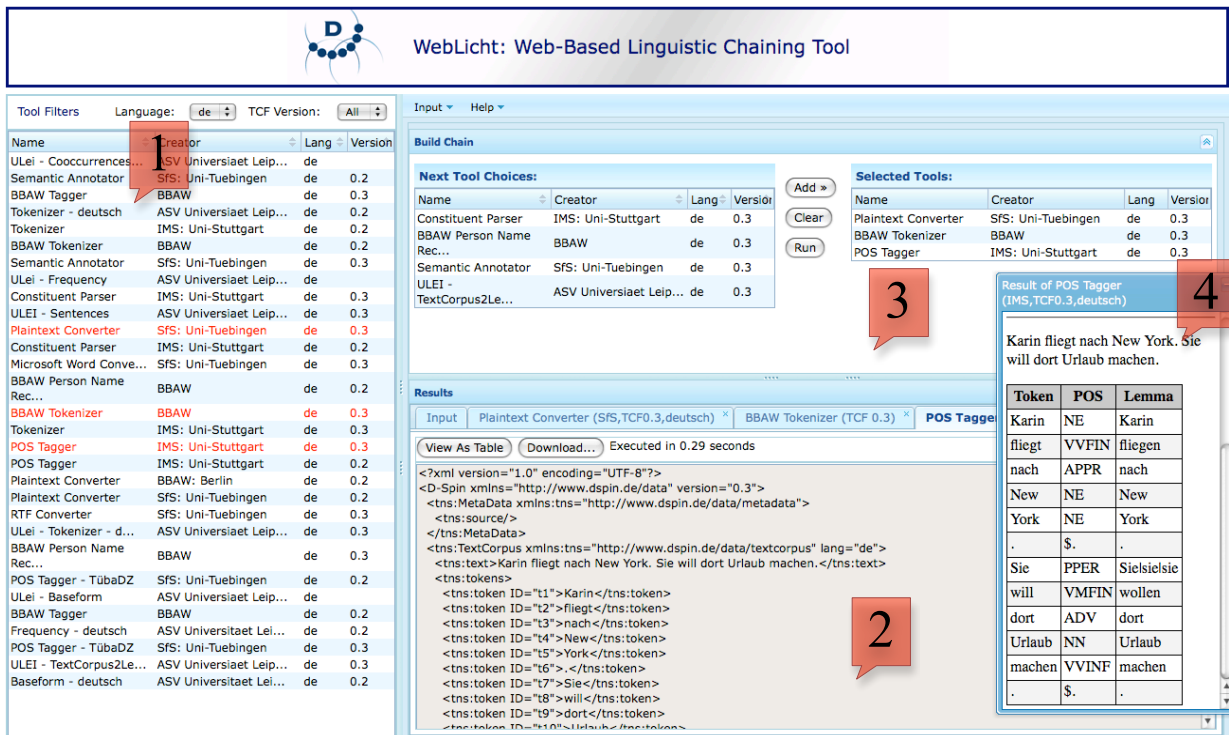 D
WebLicht: Web-Based Linguistic Chaining Tool
Tool Filters Language: de TCF Version: All
Name Creator Lang Version
ULei - Cooccurrences... ASV Universiaet Leip... de
Semantic Annotator SfS: Uni-Tuebingen de 0.2
BBAW Tagger BBAW de 0.3
Tokenizer - deutsch ASV Universiaet Leip... de 0.2
Tokenizer IMS: Uni-Stuttgart de 0.2
BBAW Tokenizer BBAW de 0.2
Semantic Annotator SfS: Uni-Tuebingen de 0.3
ULei - Frequency ASV Universiaet Leip... de
Constituent Parser IMS: Uni-Stuttgart de 0.3
ULEI - Sentences ASV Universiaet Leip... de 0.3
Plaintext Converter SfS: Uni-Tuebingen de 0.3
Constituent Parser IMS: Uni-Stuttgart de 0.2
Microsoft Word Conve... SfS: Uni-Tuebingen de 0.3
BBAW Person Name
Rec... BBAW de 0.2
BBAW Tokenizer BBAW de 0.3
Tokenizer IMS: Uni-Stuttgart de 0.3
POS Tagger IMS: Uni-Stuttgart de 0.3
POS Tagger IMS: Uni-Stuttgart de 0.2
Plaintext Converter BBAW: Berlin de 0.2
Plaintext Converter SfS: Uni-Tuebingen de 0.2
RTF Converter SfS: Uni-Tuebingen de 0.3
ULei - Tokenizer - d... ASV Universiaet Leip... de 0.3
BBAW Person Name
Rec... BBAW de 0.3
POS Tagger - TübaDZ SfS: Uni-Tuebingen de 0.2
ULei - Baseform ASV Universiaet Leip... de
BBAW Tagger BBAW de 0.2
Frequency - deutsch ASV Universitaet Lei... de 0.2
POS Tagger - TübaDZ SfS: Uni-Tuebingen de 0.3
ULEI - TextCorpus2Le... ASV Universiaet Leip... de 0.3
Baseform - deutsch ASV Universitaet Lei... de 0.2
1
Input Help
Build Chain
Next Tool Choices:
Name Creator Lang Version
Constituent Parser IMS: Uni-Stuttgart de 0.3
BBAW Person Name
Rec... BBAW de 0.3
Semantic Annotator SfS: Uni-Tuebingen de 0.3
ULEI -
TextCorpus2Le... ASV Universiaet Leip... de 0.3
Add »
Clear
Run
Selected Tools:
Name Creator Lang Version
Plaintext Converter SfS: Uni-Tuebingen de 0.3
BBAW Tokenizer BBAW de 0.3
POS Tagger IMS: Uni-Stuttgart de 0.3
3
Results
Input Plaintext Converter (SfS,TCF0.3,deutsch) × BBAW Tokenizer (TCF 0.3) × POS Tagger
View As Table Download... Executed in 0.29 seconds
<?xml version="1.0" encoding="UTF-8"?>
<D-Spin xmlns="http://www.dspin.de/data" version="0.3">
<tns:MetaData xmlns:tns="http://www.dspin.de/data/metadata">
<tns:source/>
</tns:MetaData>
<tns:TextCorpus xmlns:tns="http://www.dspin.de/data/textcorpus" lang="de">
<tns:text>Karin fliegt nach New York. Sie will dort Urlaub machen.</tns:text>
<tns:tokens>
<tns:token ID="t1">Karin</tns:token>
<tns:token ID="t2">fliegt</tns:token>
<tns:token ID="t3">nach</tns:token>
<tns:token ID="t4">New</tns:token>
<tns:token ID="t5">York</tns:token>
<tns:token ID="t6">.</tns:token>
<tns:token ID="t7">Sie</tns:token>
<tns:token ID="t8">will</tns:token>
<tns:token ID="t9">dort</tns:token>
<tns:token ID="t10">Urlaub</tns:token>
2
Result of POS Tagger
(IMS,TCF0.3,deutsch)
4
Karin fliegt nach New York. Sie
will dort Urlaub machen.
Token POS Lemma
Karin NE Karin
fliegt VVFIN fliegen
nach APPR nach
New NE New
York NE York
. $. .
Sie PPER Sie|sie|sie
will VMFIN wollen
dort ADV dort
Urlaub NN Urlaub
machen VVINF machen
. $. .